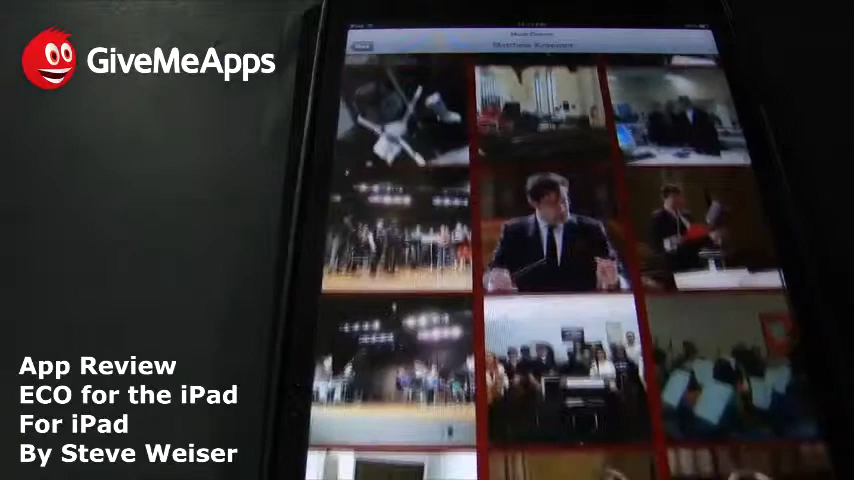 GiveMeApps
App Review
ECO for the iPad
For iPad
By Steve Weiser